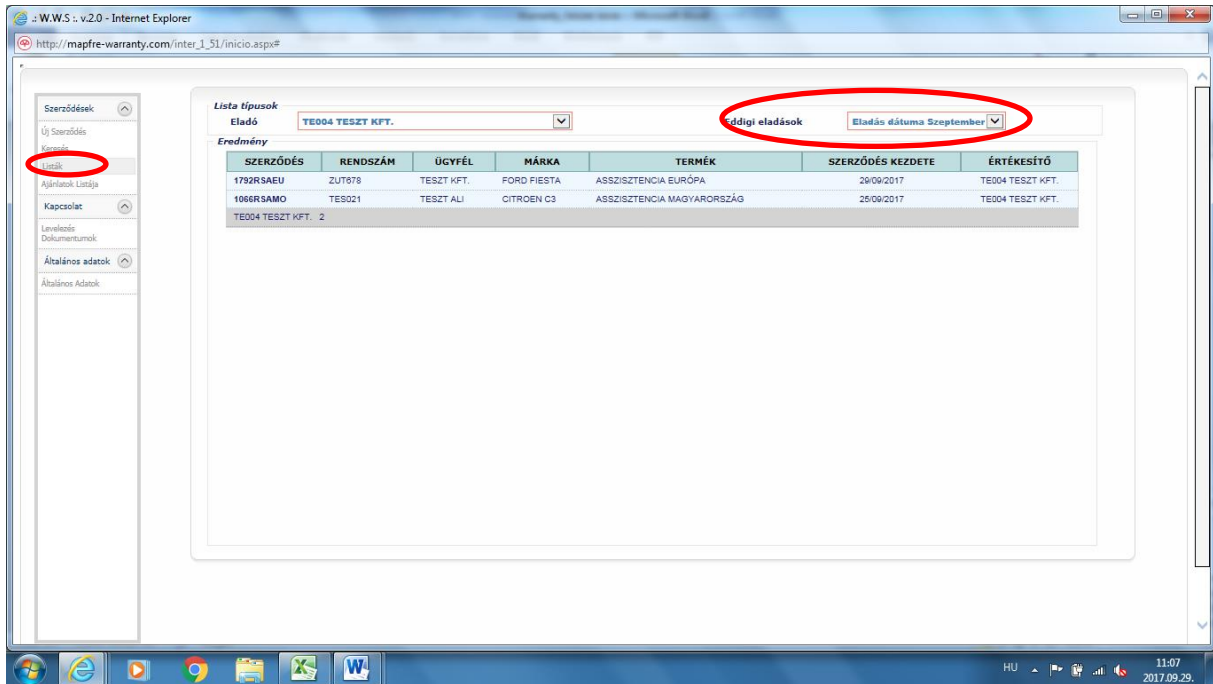 .: W.W.S :. v.2.0 - Internet Explorer
http://mapfre-warranty.com/inter_1_51/inicio.aspx#
Szerződések
Új Szerződés
Keresés
Listák
Ajánlatok Listája
Kapcsolat
Levelezés
Dokumentumok
Általános adatok
Általános Adatok
Lista típusok
Eladó TE004 TESZT KFT. Eddigi eladások Eladás dátuma Szeptember
Eredmény
SZERZŐDÉS RENDSZÁM ÜGYFÉL MÁRKA TERMÉK SZERZŐDÉS KEZDETE ÉRTÉKESÍTŐ
1792RSAEU ZUT678 TESZT KFT. FORD FIESTA ASSZISZTENCIA EURÓPA 29/09/2017 TE004 TESZT KFT.
1066RSAMO TES021 TESZT ALI CITROEN C3 ASSZISZTENCIA MAGYARORSZÁG 25/09/2017 TE004 TESZT KFT.
TE004 TESZT KFT. 2
HU
11:07
2017.09.29.